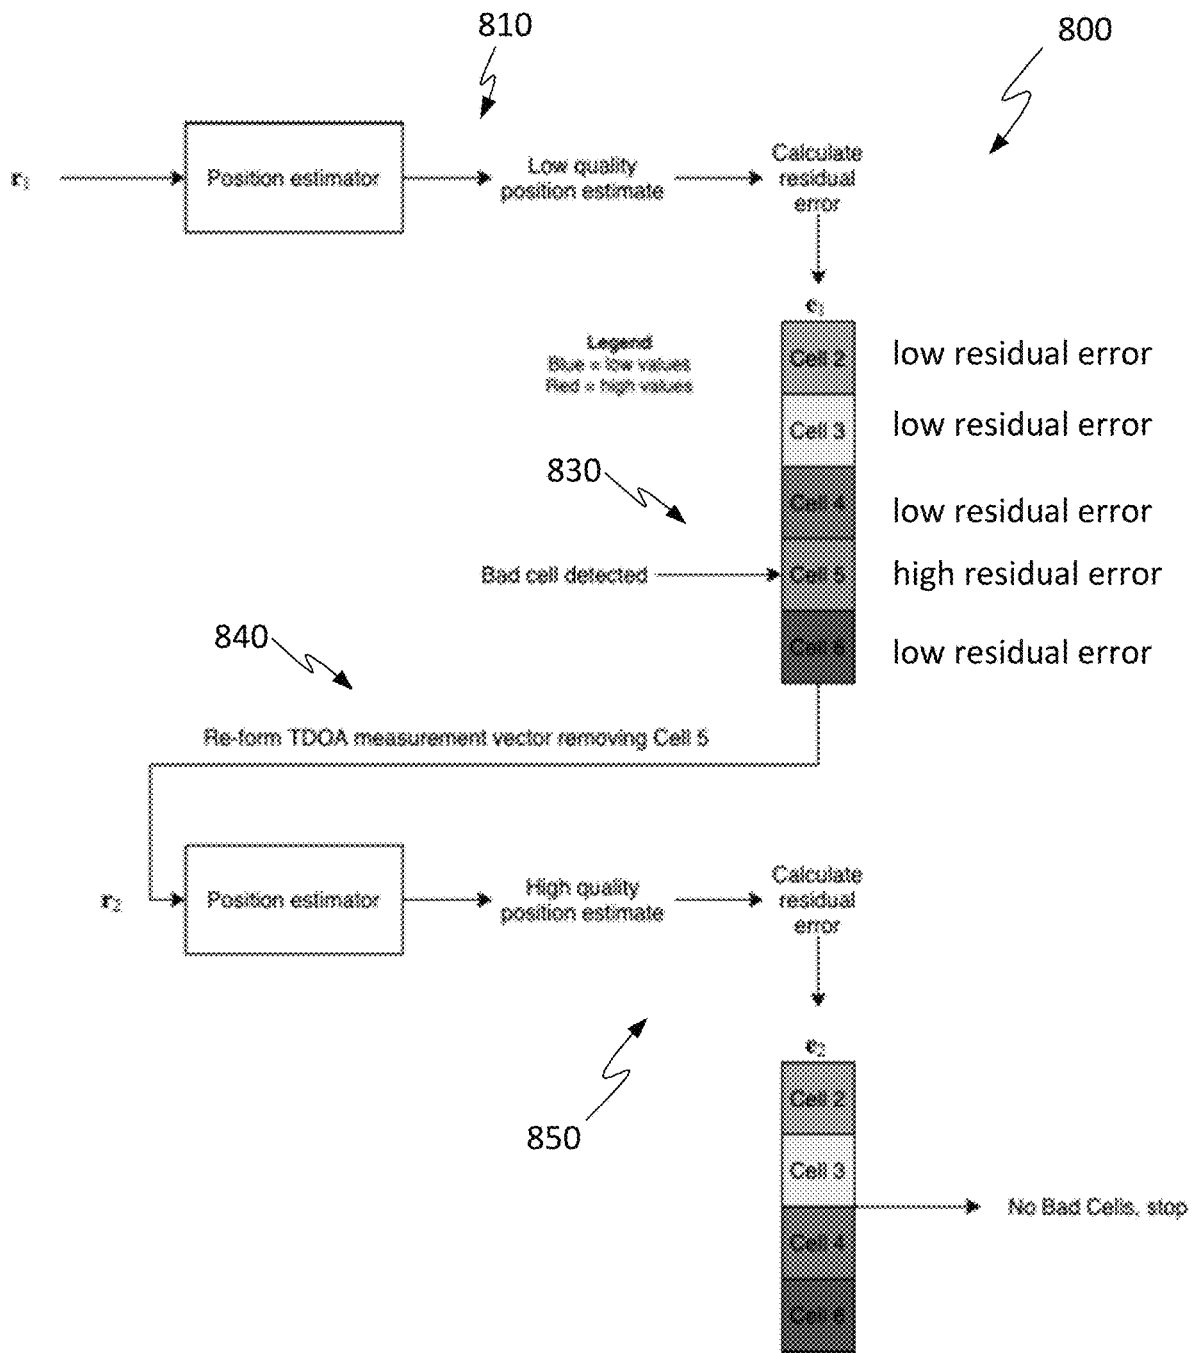 810
800
r₁
Position estimator
Low quality
position estimate
Calculate
residual
error
e₁
Legend
Blue = low values
Red = high values
Cell 2
low residual error
Cell 3
low residual error
830
Cell 4
low residual error
Bad cell detected
Cell 5
high residual error
840
Cell 6
low residual error
Re-form TDOA measurement vector removing Cell 5
r₂
Position estimator
High quality
position estimate
Calculate
residual
error
850
e₂
Cell 2
Cell 3
No Bad Cells, stop
Cell 4
Cell 6